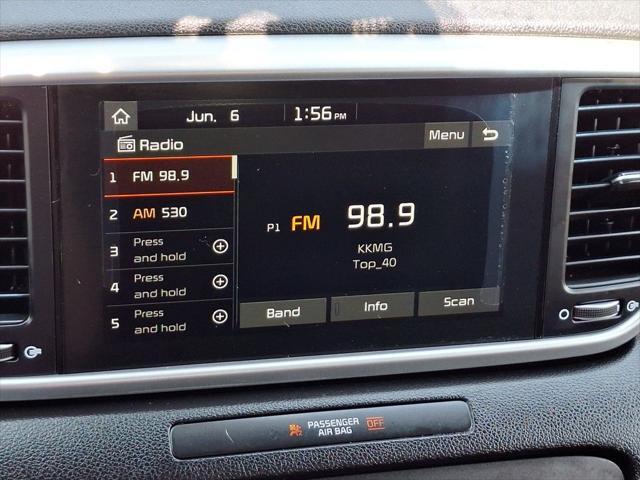 Jun. 6 1:56 PM
Radio Menu
1 FM 98.9
2 AM 530
3 Press and hold
4 Press and hold
5 Press and hold
P1 FM 98.9
KKMG
Top_40
Band Info Scan
PASSENGER
AIR BAG OFF